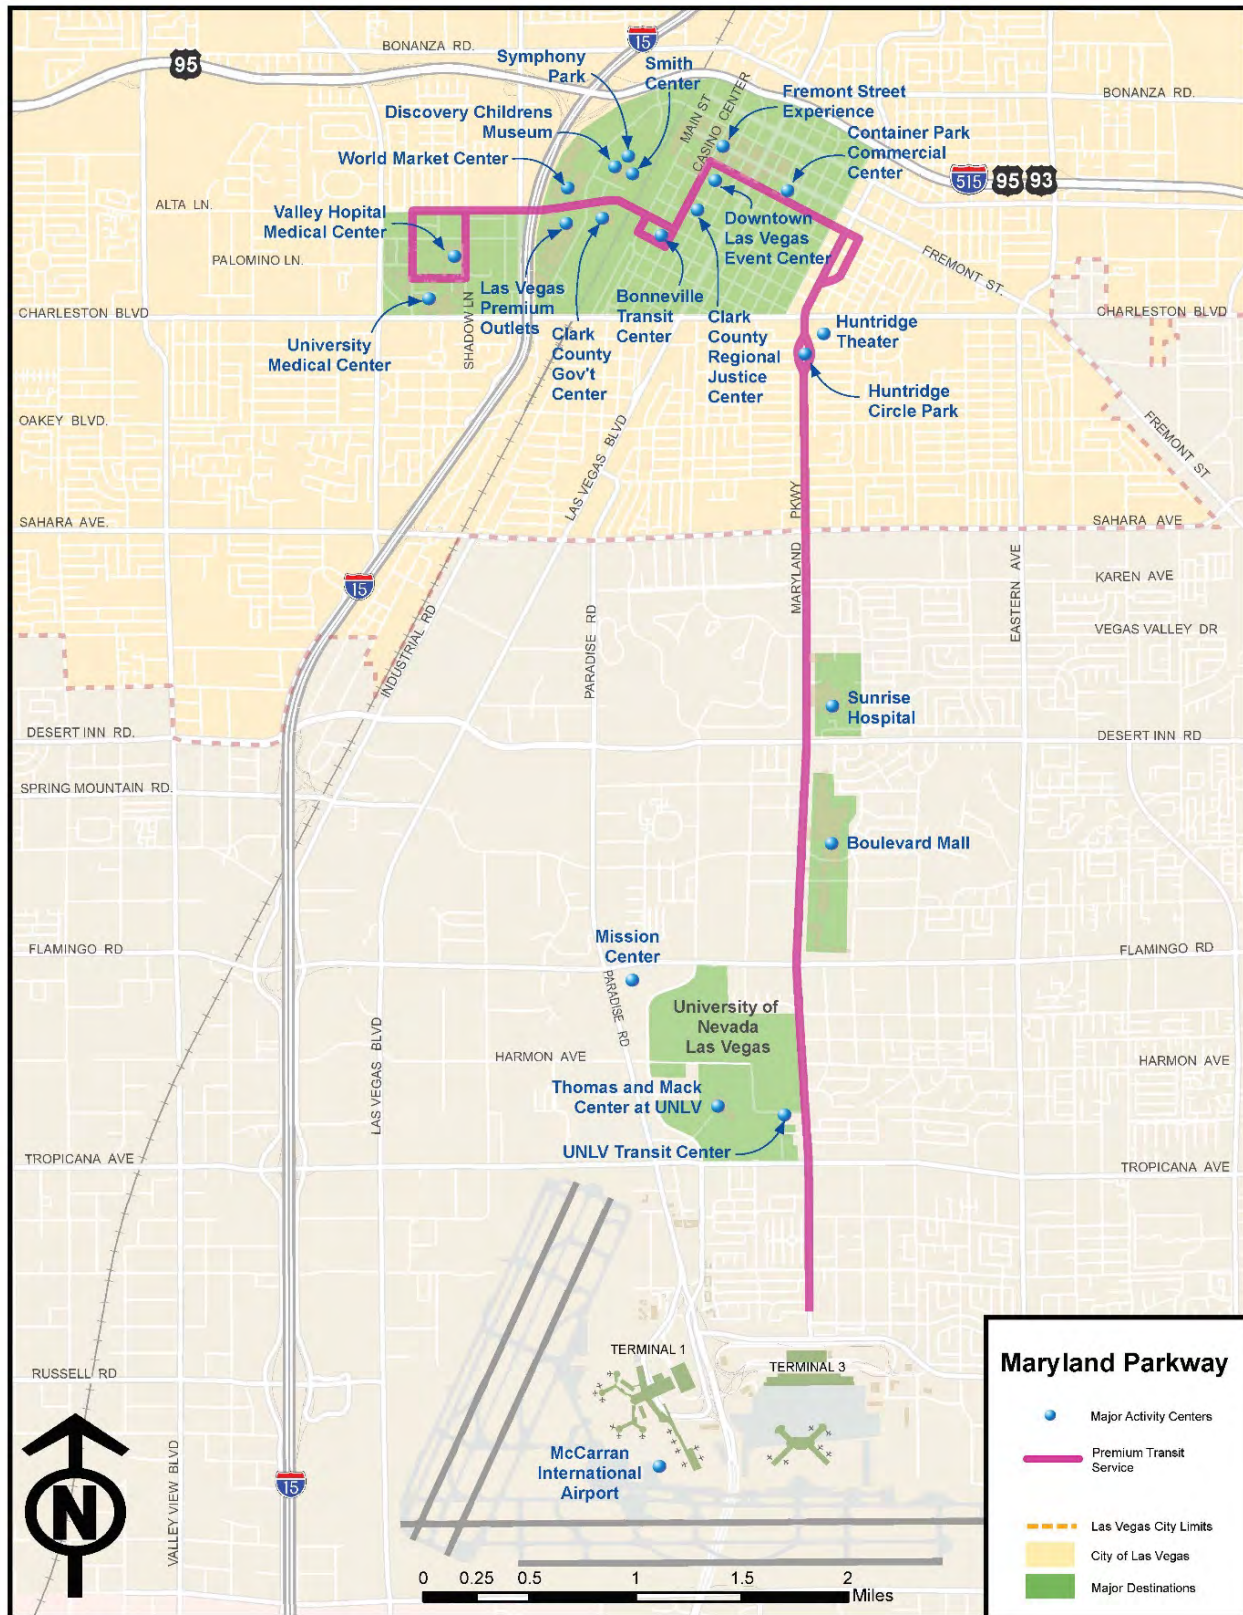 BONANZA RD.
15
95
Symphony
Park
Smith
Center
MAIN ST
CASINO CENTER
Fremont Street
Experience
BONANZA RD.
Discovery Childrens
Museum
World Market Center
Container Park
Commercial
Center
515
95
93
ALTA LN.
Valley Hopital
Medical Center
PALOMINO LN.
Downtown
Las Vegas
Event Center
FREMONT ST.
Las Vegas
Premium
Outlets
Bonneville
Transit
Center
CHARLESTON BLVD
SHADOW LN
CHARLESTON BLVD
University
Medical Center
Clark
County
Gov't
Center
Clark
County
Regional
Justice
Center
Huntridge
Theater
Huntridge
Circle Park
OAKEY BLVD.
LAS VEGAS BLVD
FREMONT ST
SAHARA AVE.
MARYLAND PKWY
SAHARA AVE
15
INDUSTRIAL RD
PARADISE RD
EASTERN AVE
KAREN AVE
VEGAS VALLEY DR
Sunrise
Hospital
DESERT INN RD.
DESERT INN RD
SPRING MOUNTAIN RD.
Boulevard Mall
FLAMINGO RD
Mission
Center
FLAMINGO RD
PARADISE RD
University of
Nevada
Las Vegas
LAS VEGAS BLVD
HARMON AVE
HARMON AVE
Thomas and Mack
Center at UNLV
UNLV Transit Center
TROPICANA AVE
TROPICANA AVE
TERMINAL 1
TERMINAL 3
RUSSELL RD
McCarran
International
Airport
VALLEY VIEW BLVD
15
N
0 0.25 0.5 1 1.5 2
Miles
Maryland Parkway
Major Activity Centers
Premium Transit
Service
Las Vegas City Limits
City of Las Vegas
Major Destinations